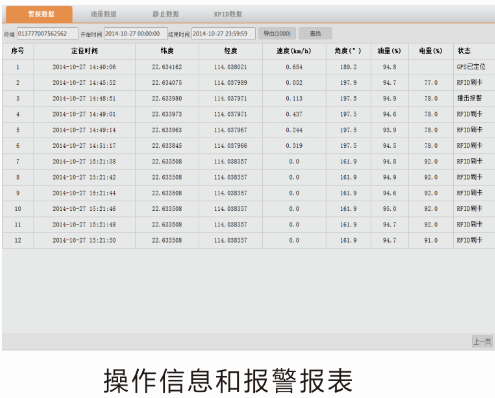 警报数据 油量数据 静止数据 RFID数据
终端 013777007562562 开始时间 2014-10-27 00:00:00 结束时间 2014-10-27 23:59:59 导出(1000) 查找
序号 定位时间 纬度 经度 速度(km/h) 角度(°) 油量(%) 电量(%) 状态
1 2014-10-27 14:40:06 22.634162 114.038021 0.654 189.2 94.8 GPS已定位
2 2014-10-27 14:45:52 22.634075 114.037989 0.052 197.9 94.7 77.0 RFID刷卡
3 2014-10-27 14:48:51 22.633980 114.037971 0.113 197.5 94.9 78.0 撞击报警
4 2014-10-27 14:49:01 22.633973 114.037971 0.437 197.5 94.6 78.0 RFID刷卡
5 2014-10-27 14:49:14 22.633963 114.037967 0.244 197.5 93.9 78.0 RFID刷卡
6 2014-10-27 14:51:17 22.633845 114.037966 0.319 197.5 94.5 78.0 RFID刷卡
7 2014-10-27 15:21:38 22.633508 114.038357 0.0 161.9 94.8 92.0 RFID刷卡
8 2014-10-27 15:21:42 22.633508 114.038357 0.0 161.9 94.9 92.0 RFID刷卡
9 2014-10-27 15:21:44 22.633508 114.038357 0.0 161.9 94.6 92.0 RFID刷卡
10 2014-10-27 15:21:46 22.633508 114.038357 0.0 161.9 95.0 92.0 RFID刷卡
11 2014-10-27 15:21:48 22.633508 114.038357 0.0 161.9 94.7 92.0 RFID刷卡
12 2014-10-27 15:21:50 22.633508 114.038357 0.0 161.9 94.7 91.0 RFID刷卡
上一页
操作信息和报警报表